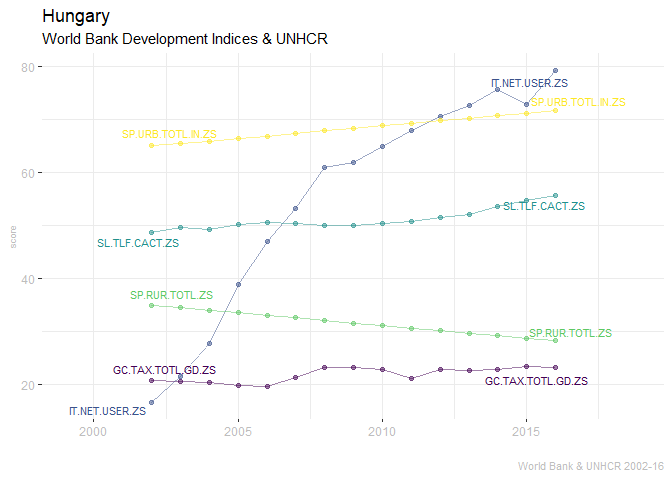 Hungary
World Bank Development Indices & UNHCR
80
IT.NET.USER.ZS
SP.URB.TOTL.IN.ZS
SP.URB.TOTL.IN.ZS
60
SL.TLF.CACT.ZS
SL.TLF.CACT.ZS
score
40
SP.RUR.TOTL.ZS
SP.RUR.TOTL.ZS
GC.TAX.TOTL.GD.ZS
GC.TAX.TOTL.GD.ZS
20
IT.NET.USER.ZS
2000 2005 2010 2015
World Bank & UNHCR 2002-16